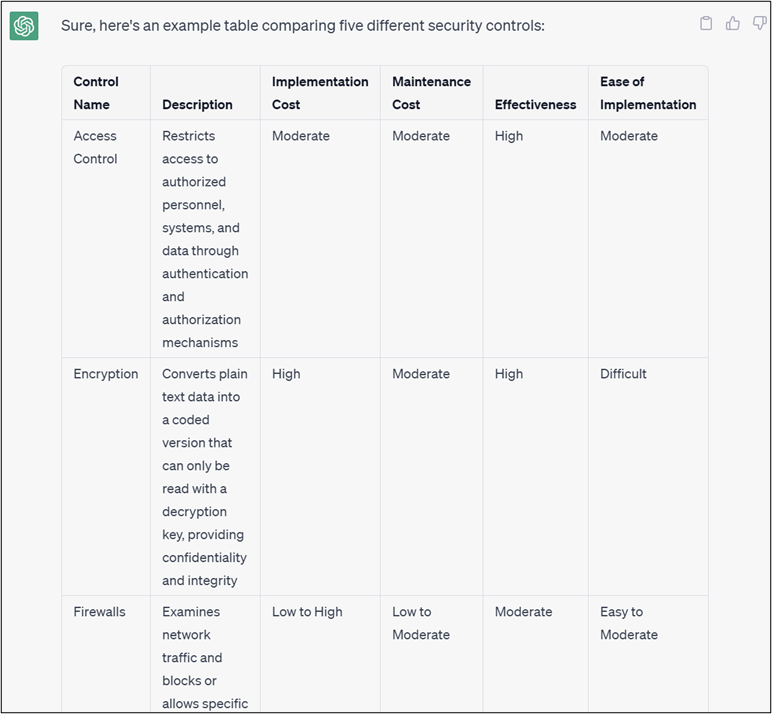 Sure, here's an example table comparing five different security controls:
Control Name | Description | Implementation Cost | Maintenance Cost | Effectiveness | Ease of Implementation
Access Control | Restricts access to authorized personnel, systems, and data through authentication and authorization mechanisms | Moderate | Moderate | High | Moderate
Encryption | Converts plain text data into a coded version that can only be read with a decryption key, providing confidentiality and integrity | High | Moderate | High | Difficult
Firewalls | Examines network traffic and blocks or allows specific | Low to High | Low to Moderate | Moderate | Easy to Moderate